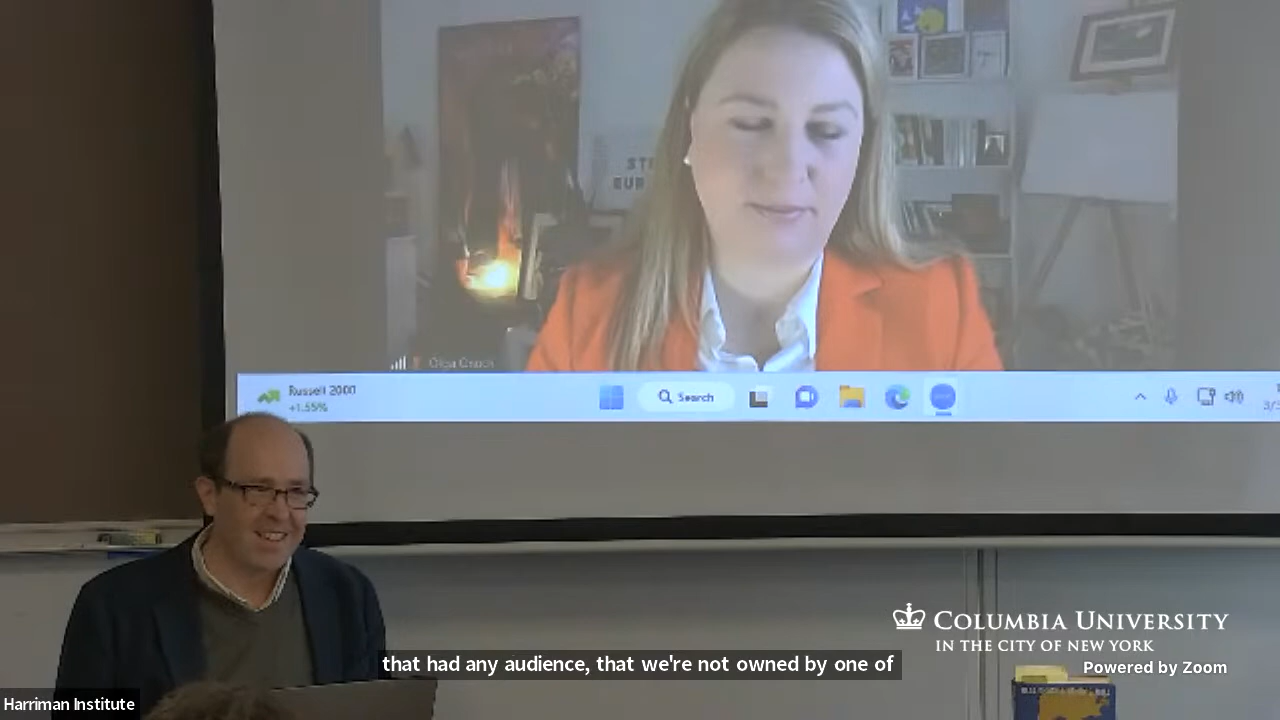 Russell 2000
+1.55%
Search
COLUMBIA UNIVERSITY
IN THE CITY OF NEW YORK
that had any audience, that we're not owned by one of
Powered by Zoom
Harriman Institute